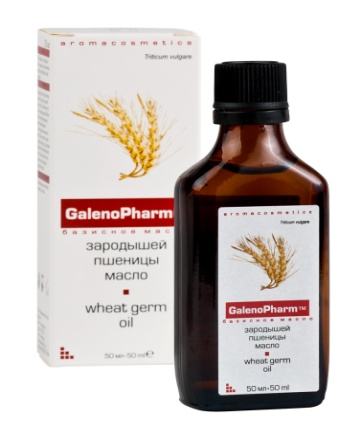 aromacosmetics
Triticum vulgare
GalenoPharm
базисное масло
зародышей
пшеницы
масло
wheat germ
oil
50 мл-50 ml ℮
aromacosmetics
Triticum vulgare
GalenoPharm™
базисное масло
зародышей
пшеницы
масло
wheat germ
oil
50 мл-50 ml